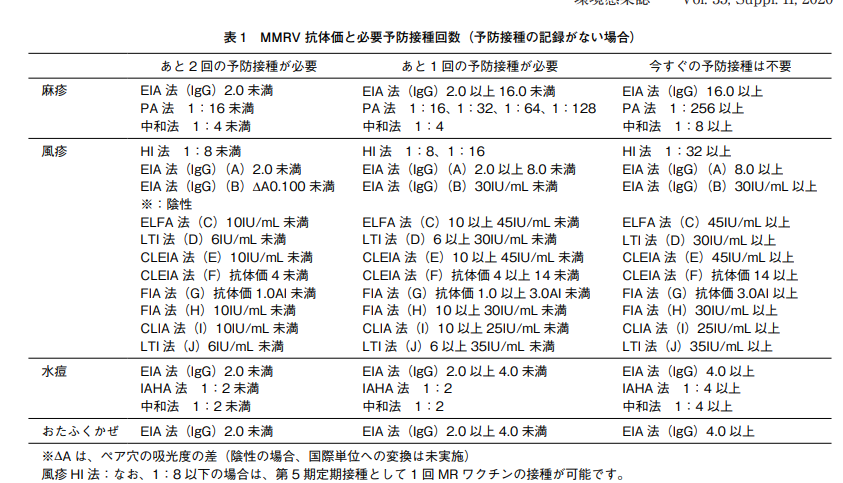 環境感染誌 Vol. 35, Suppl. II, 2020
表 1 MMRV 抗体価と必要予防接種回数（予防接種の記録がない場合）
あと 2 回の予防接種が必要 あと 1 回の予防接種が必要 今すぐの予防接種は不要
麻疹 EIA 法（IgG）2.0 未満 EIA 法（IgG）2.0 以上 16.0 未満 EIA 法（IgG）16.0 以上
PA 法 1：16 未満 PA 法 1：16、1：32、1：64、1：128 PA 法 1：256 以上
中和法 1：4 未満 中和法 1：4 中和法 1：8 以上
風疹 HI 法 1：8 未満 HI 法 1：8、1：16 HI 法 1：32 以上
EIA 法（IgG）（A）2.0 未満 EIA 法（IgG）（A）2.0 以上 8.0 未満 EIA 法（IgG）（A）8.0 以上
EIA 法（IgG）（B）ΔA0.100 未満 EIA 法（IgG）（B）30IU/mL 未満 EIA 法（IgG）（B）30IU/mL 以上
※：陰性
ELFA 法（C）10IU/mL 未満 ELFA 法（C）10 以上 45IU/mL 未満 ELFA 法（C）45IU/mL 以上
LTI 法（D）6IU/mL 未満 LTI 法（D）6 以上 30IU/mL 未満 LTI 法（D）30IU/mL 以上
CLEIA 法（E）10IU/mL 未満 CLEIA 法（E）10 以上 45IU/mL 未満 CLEIA 法（E）45IU/mL 以上
CLEIA 法（F）抗体価 4 未満 CLEIA 法（F）抗体価 4 以上 14 未満 CLEIA 法（F）抗体価 14 以上
FIA 法（G）抗体価 1.0AI 未満 FIA 法（G）抗体価 1.0 以上 3.0AI 未満 FIA 法（G）抗体価 3.0AI 以上
FIA 法（H）10IU/mL 未満 FIA 法（H）10 以上 30IU/mL 未満 FIA 法（H）30IU/mL 以上
CLIA 法（I）10IU/mL 未満 CLIA 法（I）10 以上 25IU/mL 未満 CLIA 法（I）25IU/mL 以上
LTI 法（J）6IU/mL 未満 LTI 法（J）6 以上 35IU/mL 未満 LTI 法（J）35IU/mL 以上
水痘 EIA 法（IgG）2.0 未満 EIA 法（IgG）2.0 以上 4.0 未満 EIA 法（IgG）4.0 以上
IAHA 法 1：2 未満 IAHA 法 1：2 IAHA 法 1：4 以上
中和法 1：2 未満 中和法 1：2 中和法 1：4 以上
おたふくかぜ EIA 法（IgG）2.0 未満 EIA 法（IgG）2.0 以上 4.0 未満 EIA 法（IgG）4.0 以上
※ΔA は、ペア穴の吸光度の差（陰性の場合、国際単位への変換は未実施）
風疹 HI 法：なお、1：8 以下の場合は、第 5 期定期接種として 1 回 MR ワクチンの接種が可能です。